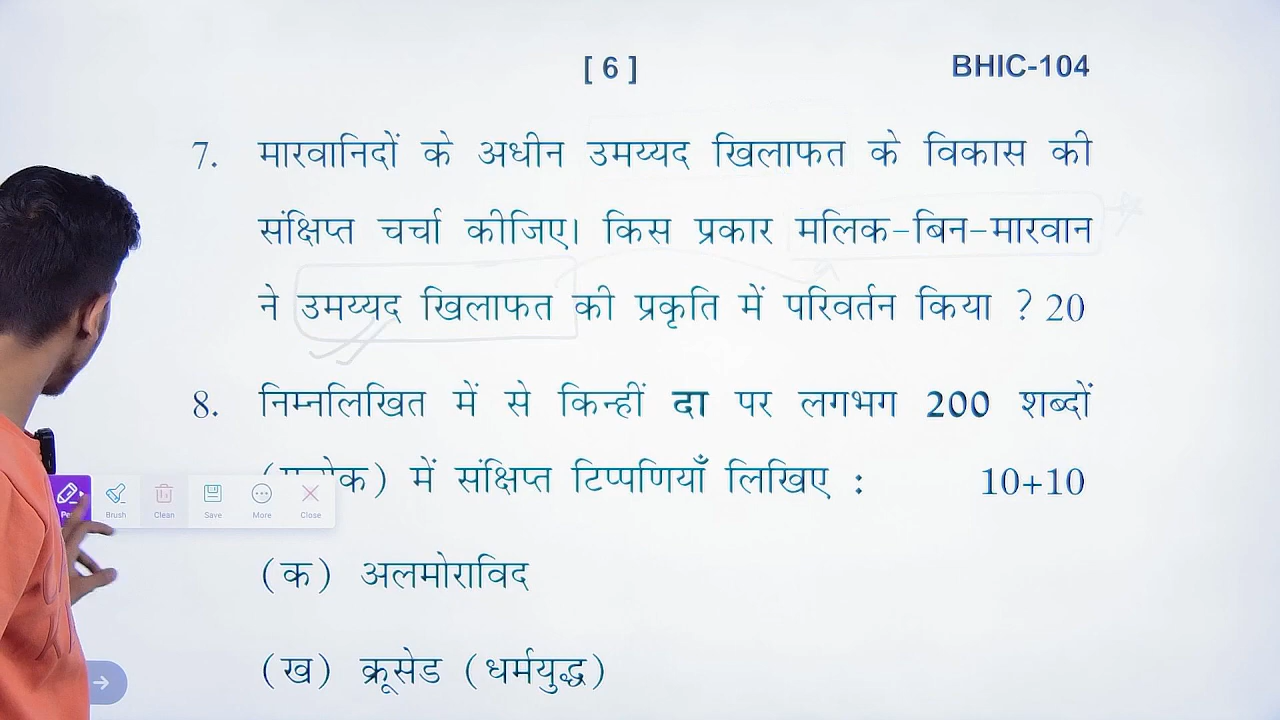 [ 6 ] BHIC-104
7. मारवानिदों के अधीन उमय्यद खिलाफत के विकास की
संक्षिप्त चर्चा कीजिए। किस प्रकार मलिक-बिन-मारवान
ने उमय्यद खिलाफत की प्रकृति में परिवर्तन किया ? 20
8. निम्नलिखित में से किन्हीं दा पर लगभग 200 शब्दों
में संक्षिप्त टिप्पणियाँ लिखिए : 10+10
Brush Clean Save More Close
(क) अलमोराविद
(ख) क्रूसेड (धर्मयुद्ध)